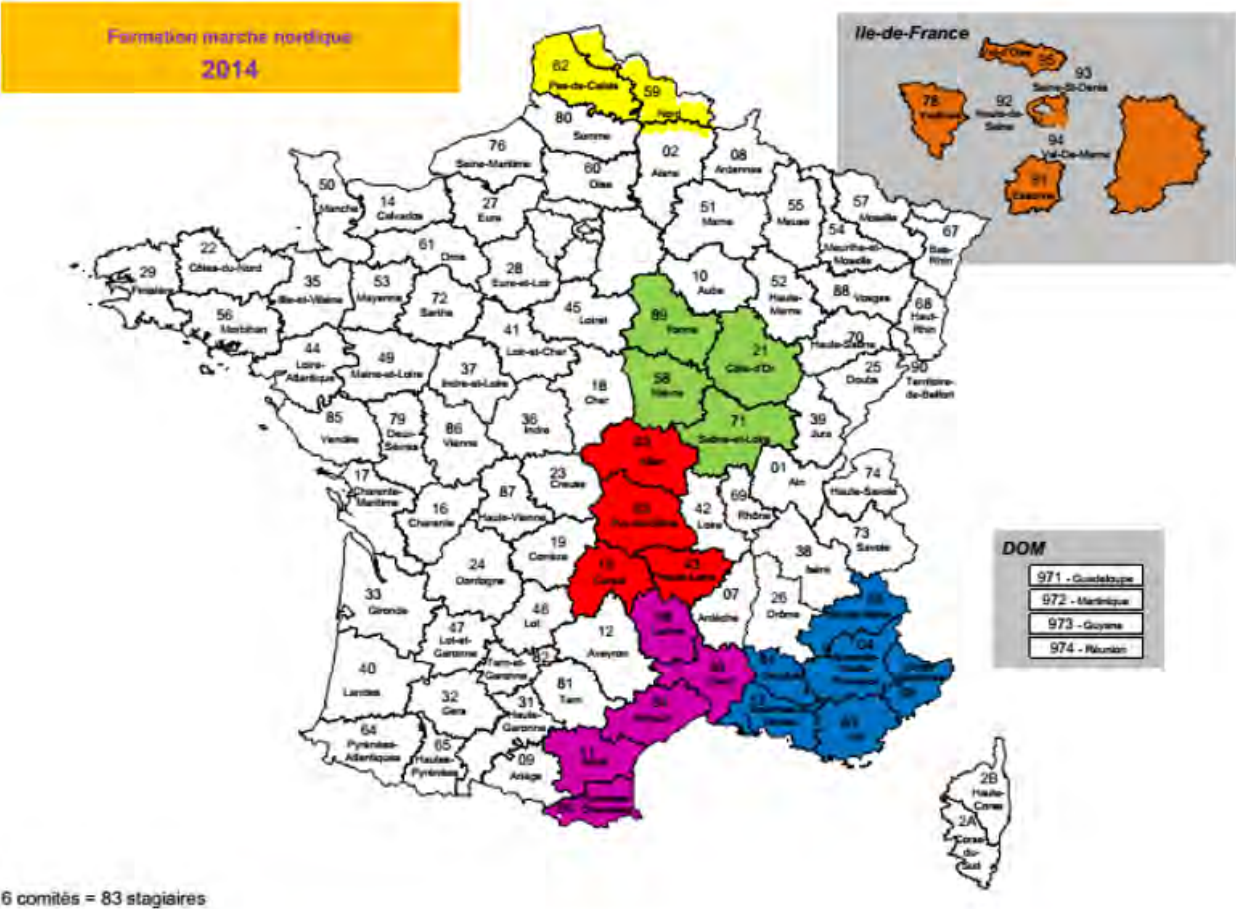 Formation marche nordique
2014
Ile-de-France
Val-d'Oise
95
93
Seine-St-Denis
78
Yvelines
92
Hauts-de-
Seine
94
Val-De-Marne
91
Essonne
62
Pas-de-Calais
59
Nord
80
Somme
76
Seine-Maritime
02
Aisne
08
Ardennes
60
Oise
50
Manche
14
Calvados
27
Eure
51
Marne
55
Meuse
57
Moselle
54
Meurthe-et-
Moselle
67
Bas-
Rhin
61
Orne
22
Côtes-du-Nord
29
Finistère
35
Ille-et-Vilaine
53
Mayenne
28
Eure-et-Loir
10
Aube
52
Haute-
Marne
88 Vosges
68
Haut-
Rhin
56
Morbihan
72
Sarthe
45
Loiret
89
Yonne
41
Loir-et-Cher
70
Haute-Saône
21
Côte-d'Or
25
Doubs
90
Territoire-
de-Belfort
44
Loire-
Atlantique
49
Maine-et-Loire
37
Indre-et-Loire
18
Cher
58
Nièvre
39
Jura
85
Vendée
79
Deux-
Sèvres
86
Vienne
36
Indre
71
Saône-et-Loire
03
Allier
17
Charente-
Maritime
16
Charente
87
Haute-Vienne
23
Creuse
63
Puy-de-Dôme
42
Loire
69
Rhône
01
Ain
74
Haute-Savoie
73
Savoie
38
Isère
19
Corrèze
24
Dordogne
15
Cantal
43
Haute-Loire
07
Ardèche
26
Drôme
33
Gironde
46
Lot
47
Lot-et-
Garonne
12
Aveyron
48
Lozère
04
40
Landes
82
Tarn-et-
Garonne
81
Tarn
32
Gers
31
Haute-
Garonne
34
Hérault
13
83
Var
64
Pyrénées-
Atlantiques
65
Hautes-
Pyrénées
09
Ariège
11
Aude
2B
Haute-
Corse
2A
Corse-
du-
Sud
DOM
971 - Guadeloupe
972 - Martinique
973 - Guyane
974 - Réunion
6 comités = 83 stagiaires